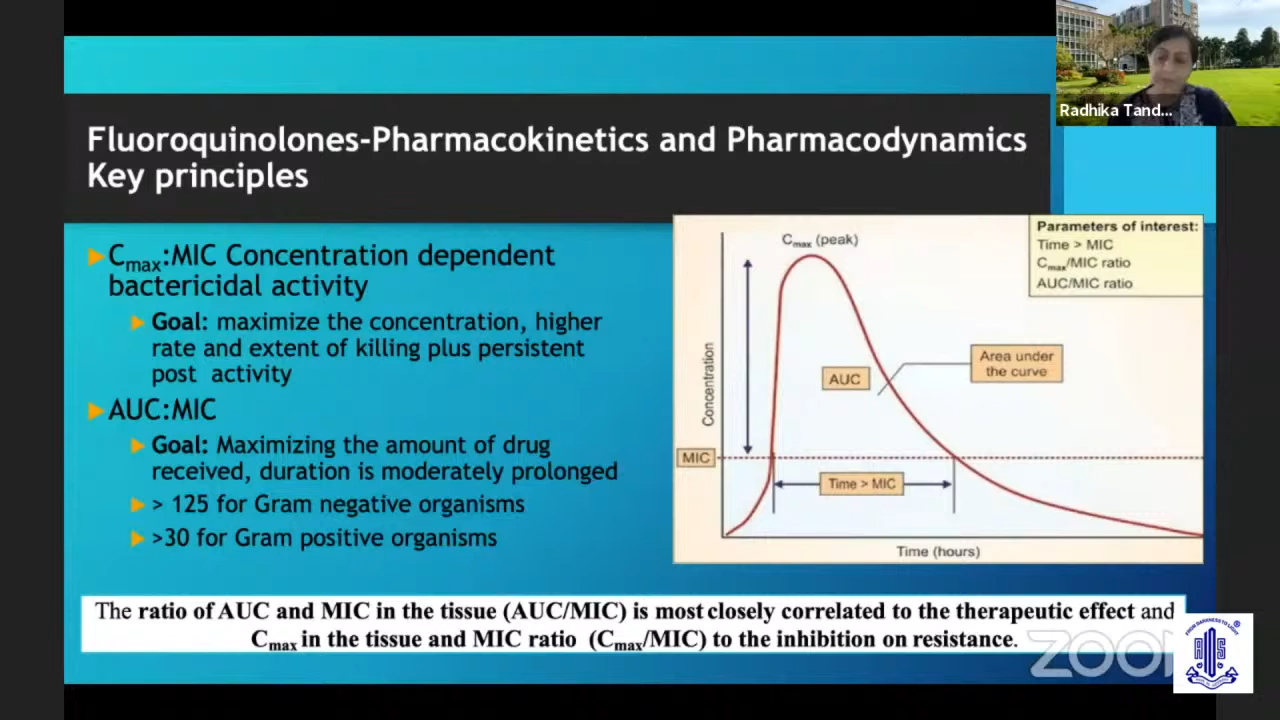 Radhika Tand...
Fluoroquinolones-Pharmacokinetics and Pharmacodynamics
Key principles
Cmax:MIC Concentration dependent
bactericidal activity
Goal: maximize the concentration, higher
rate and extent of killing plus persistent
post activity
AUC:MIC
Goal: Maximizing the amount of drug
received, duration is moderately prolonged
> 125 for Gram negative organisms
>30 for Gram positive organisms
Parameters of interest:
Time > MIC
Cmax/MIC ratio
AUC/MIC ratio
Cmax (peak)
Concentration
AUC
Area under
the curve
MIC
Time > MIC
Time (hours)
The ratio of AUC and MIC in the tissue (AUC/MIC) is most closely correlated to the therapeutic effect and
Cmax in the tissue and MIC ratio (Cmax/MIC) to the inhibition on resistance.
zoom
FROM DARKNESS TO LIGHT